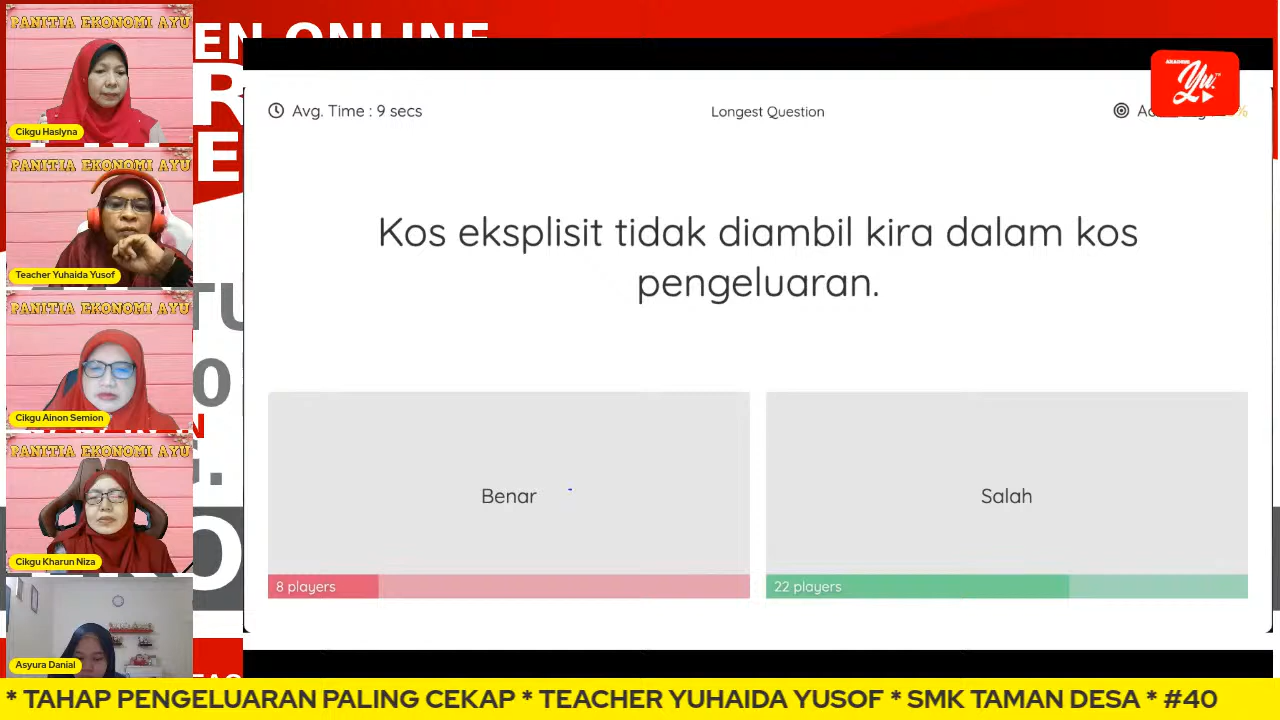 PANITIA EKONOMI AYU
Cikgu Haslyna
PANITIA EKONOMI AYU
Teacher Yuhaida Yusof
PANITIA EKONOMI AYU
Cikgu Ainon Semion
PANITIA EKONOMI AYU
Cikgu Kharun Niza
Asyura Danial
EN ONLINE
Avg. Time : 9 secs
Longest Question
Kos eksplisit tidak diambil kira dalam kos
pengeluaran.
Benar
Salah
8 players
22 players
* TAHAP PENGELUARAN PALING CEKAP * TEACHER YUHAIDA YUSOF * SMK TAMAN DESA * #40